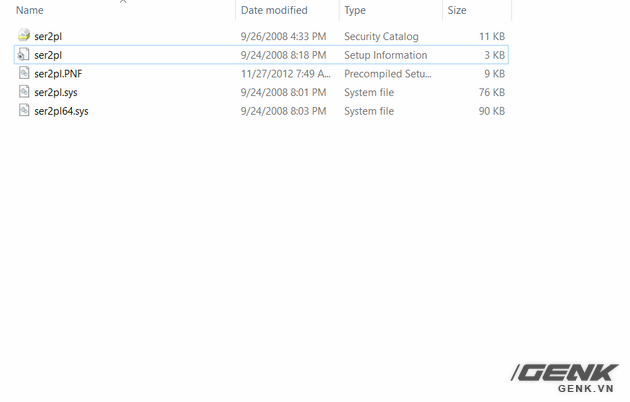 Name Date modified Type Size
ser2pl 9/26/2008 4:33 PM Security Catalog 11 KB
ser2pl 9/24/2008 8:18 PM Setup Information 3 KB
ser2pl.PNF 11/27/2012 7:49 A... Precompiled Setu... 9 KB
ser2pl.sys 9/24/2008 8:01 PM System file 76 KB
ser2pl64.sys 9/24/2008 8:03 PM System file 90 KB
GENK
GENK.VN